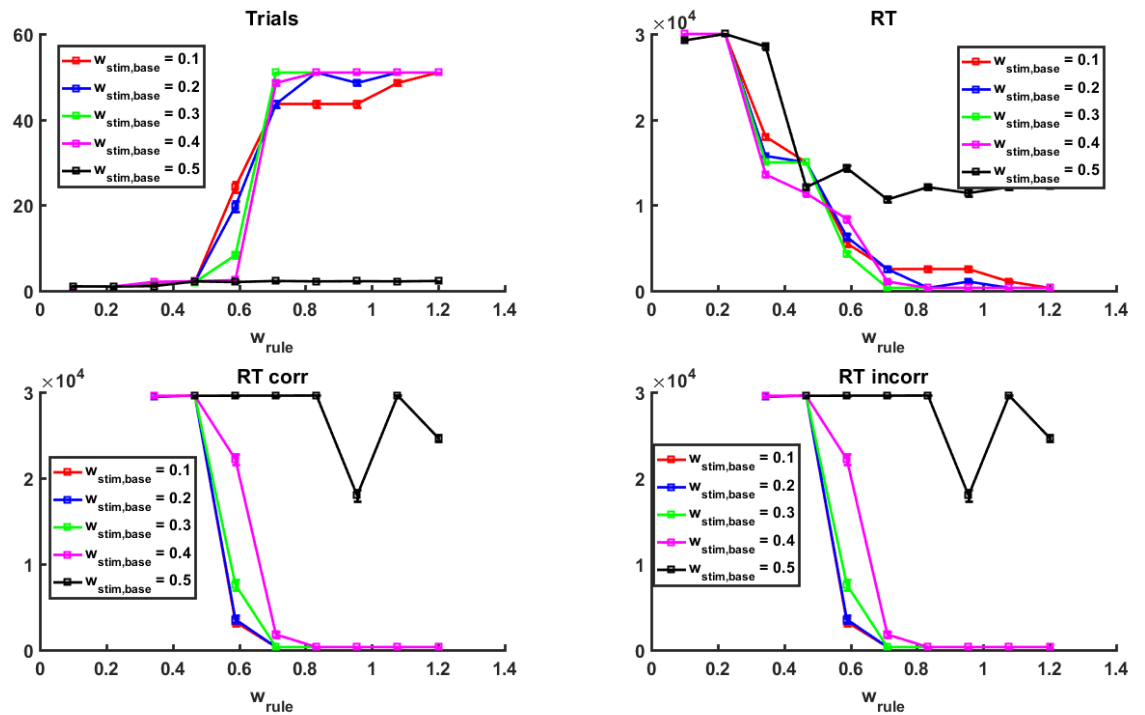 Trials
60
40
20
0
0 0.2 0.4 0.6 0.8 1 1.2 1.4
w_rule
w_stim,base = 0.1
w_stim,base = 0.2
w_stim,base = 0.3
w_stim,base = 0.4
w_stim,base = 0.5
RT
×10^4
3
2
1
0
0 0.2 0.4 0.6 0.8 1 1.2 1.4
w_rule
w_stim,base = 0.1
w_stim,base = 0.2
w_stim,base = 0.3
w_stim,base = 0.4
w_stim,base = 0.5
RT corr
×10^4
3
2
1
0
0 0.2 0.4 0.6 0.8 1 1.2 1.4
w_rule
w_stim,base = 0.1
w_stim,base = 0.2
w_stim,base = 0.3
w_stim,base = 0.4
w_stim,base = 0.5
RT incorr
×10^4
3
2
1
0
0 0.2 0.4 0.6 0.8 1 1.2 1.4
w_rule
w_stim,base = 0.1
w_stim,base = 0.2
w_stim,base = 0.3
w_stim,base = 0.4
w_stim,base = 0.5